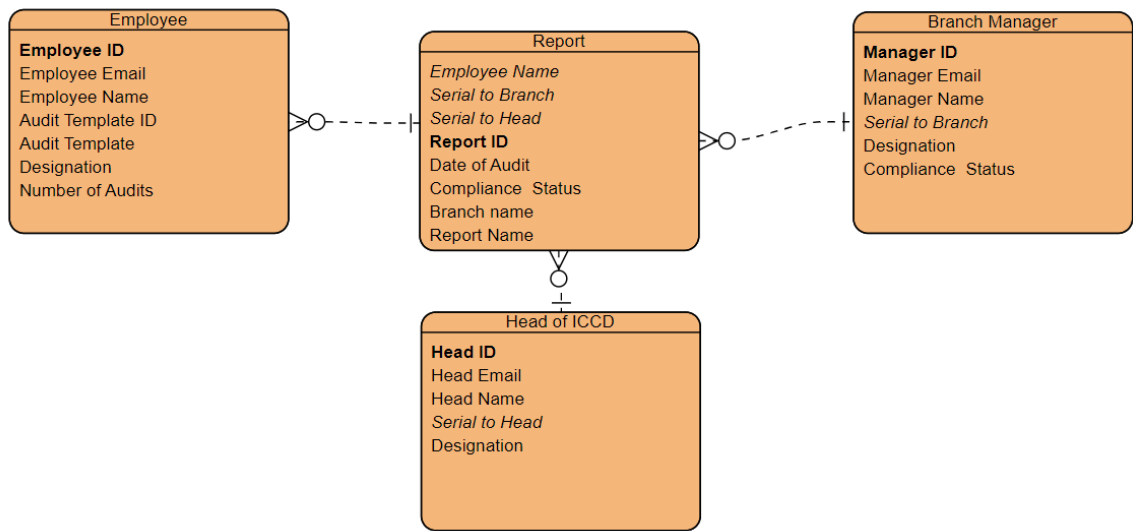 Employee
Employee ID
Employee Email
Employee Name
Audit Template ID
Audit Template
Designation
Number of Audits
Report
Employee Name
Serial to Branch
Serial to Head
Report ID
Date of Audit
Compliance  Status
Branch name
Report Name
Branch Manager
Manager ID
Manager Email
Manager Name
Serial to Branch
Designation
Compliance  Status
Head of ICCD
Head ID
Head Email
Head Name
Serial to Head
Designation